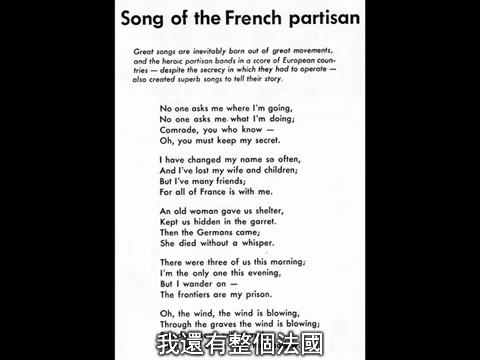 Song of the French partisan
Great songs are inevitably born out of great movements,
and the heroic partisan bands in a score of European coun-
tries — despite the secrecy in which they had to operate —
also created superb songs to tell their story.
No one asks me where I'm going,
No one asks me what I'm doing;
Comrade, you who know —
Oh, you must keep my secret.
I have changed my name so often,
And I've lost my wife and children;
But I've many friends;
For all of France is with me.
An old woman gave us shelter,
Kept us hidden in the garret.
Then the Germans came;
She died without a whisper.
There were three of us this morning;
I'm the only one this evening,
But I wander on —
The frontiers are my prison.
Oh, the wind, the wind is blowing,
Through the graves the wind is blowing;
我還有整個法國